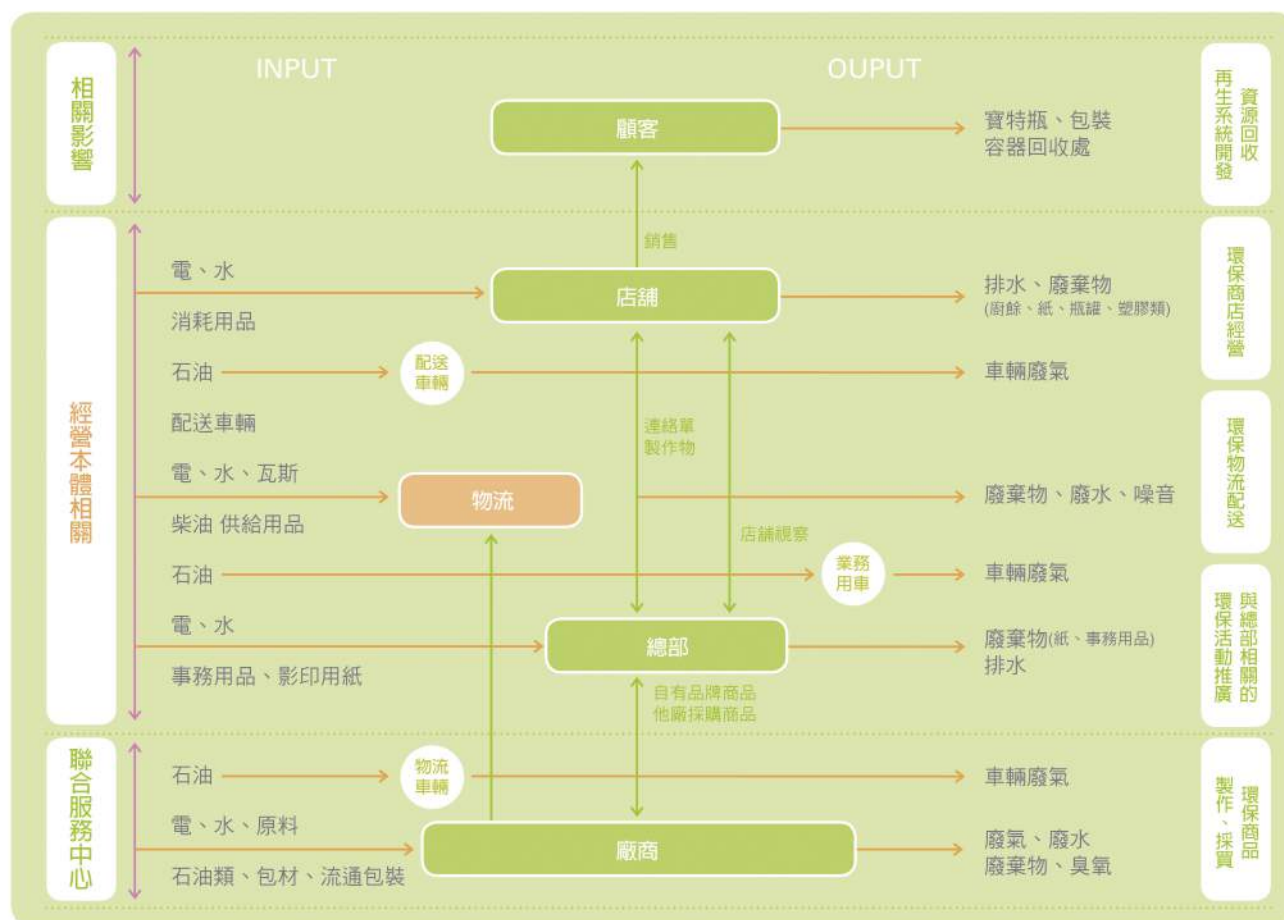 INPUT
OUPUT
相關影響
顧客
寶特瓶、包裝
容器回收處
資源回收
再生系統開發
銷售
經營本體相關
電、水
消耗用品
店舖
排水、廢棄物
(廚餘、紙、瓶罐、塑膠類)
環保商店經營
石油
配送
車輛
車輛廢氣
配送車輛
連絡單
製作物
電、水、瓦斯
柴油 供給用品
物流
廢棄物、廢水、噪音
環保物流配送
店舖視察
石油
業務
用車
車輛廢氣
電、水
事務用品、影印用紙
總部
廢棄物(紙、事務用品)
排水
與總部相關的
環保活動推廣
自有品牌商品
他廠採購商品
聯合服務中心
石油
物流
車輛
車輛廢氣
電、水、原料
石油類、包材、流通包裝
廠商
廢氣、廢水
廢棄物、臭氧
環保商品
製作、採買